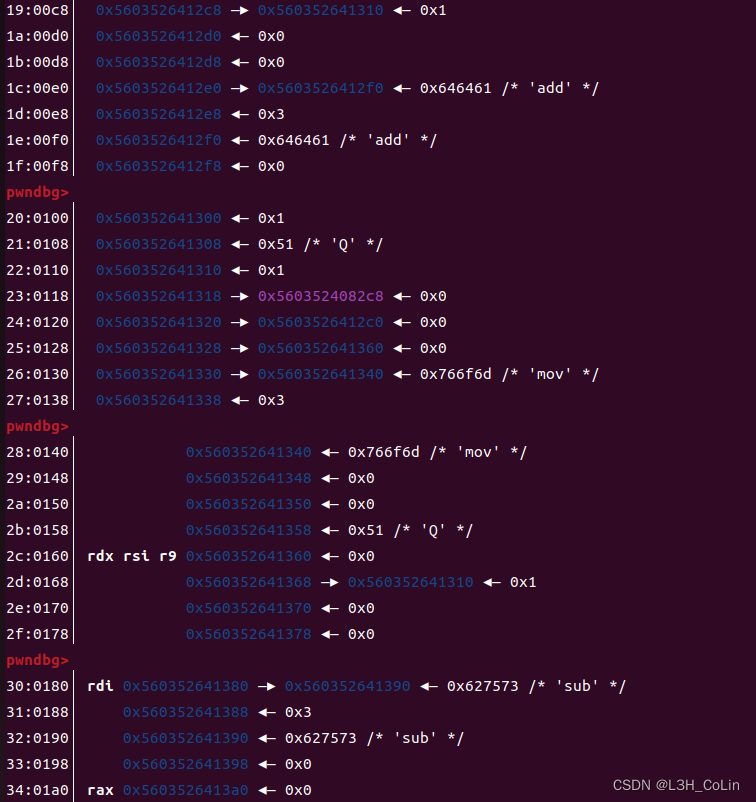 19:00c8│ 0x5603526412c8 —▸ 0x560352641310 ◂— 0x1
1a:00d0│ 0x5603526412d0 ◂— 0x0
1b:00d8│ 0x5603526412d8 ◂— 0x0
1c:00e0│ 0x5603526412e0 —▸ 0x5603526412f0 ◂— 0x646461 /* 'add' */
1d:00e8│ 0x5603526412e8 ◂— 0x3
1e:00f0│ 0x5603526412f0 ◂— 0x646461 /* 'add' */
1f:00f8│ 0x5603526412f8 ◂— 0x0
pwndbg>
20:0100│ 0x560352641300 ◂— 0x1
21:0108│ 0x560352641308 ◂— 0x51 /* 'Q' */
22:0110│ 0x560352641310 ◂— 0x1
23:0118│ 0x560352641318 —▸ 0x5603524082c8 ◂— 0x0
24:0120│ 0x560352641320 —▸ 0x5603526412c0 ◂— 0x0
25:0128│ 0x560352641328 —▸ 0x560352641360 ◂— 0x0
26:0130│ 0x560352641330 —▸ 0x560352641340 ◂— 0x766f6d /* 'mov' */
27:0138│ 0x560352641338 ◂— 0x3
pwndbg>
28:0140│ 0x560352641340 ◂— 0x766f6d /* 'mov' */
29:0148│ 0x560352641348 ◂— 0x0
2a:0150│ 0x560352641350 ◂— 0x0
2b:0158│ 0x560352641358 ◂— 0x51 /* 'Q' */
2c:0160│ rdx rsi r9 0x560352641360 ◂— 0x0
2d:0168│ 0x560352641368 —▸ 0x560352641310 ◂— 0x1
2e:0170│ 0x560352641370 ◂— 0x0
2f:0178│ 0x560352641378 ◂— 0x0
pwndbg>
30:0180│ rdi 0x560352641380 —▸ 0x560352641390 ◂— 0x627573 /* 'sub' */
31:0188│ 0x560352641388 ◂— 0x3
32:0190│ 0x560352641390 ◂— 0x627573 /* 'sub' */
33:0198│ 0x560352641398 ◂— 0x0
34:01a0│ rax 0x5603526413a0 ◂— 0x0
CSDN @L3H_CoLin